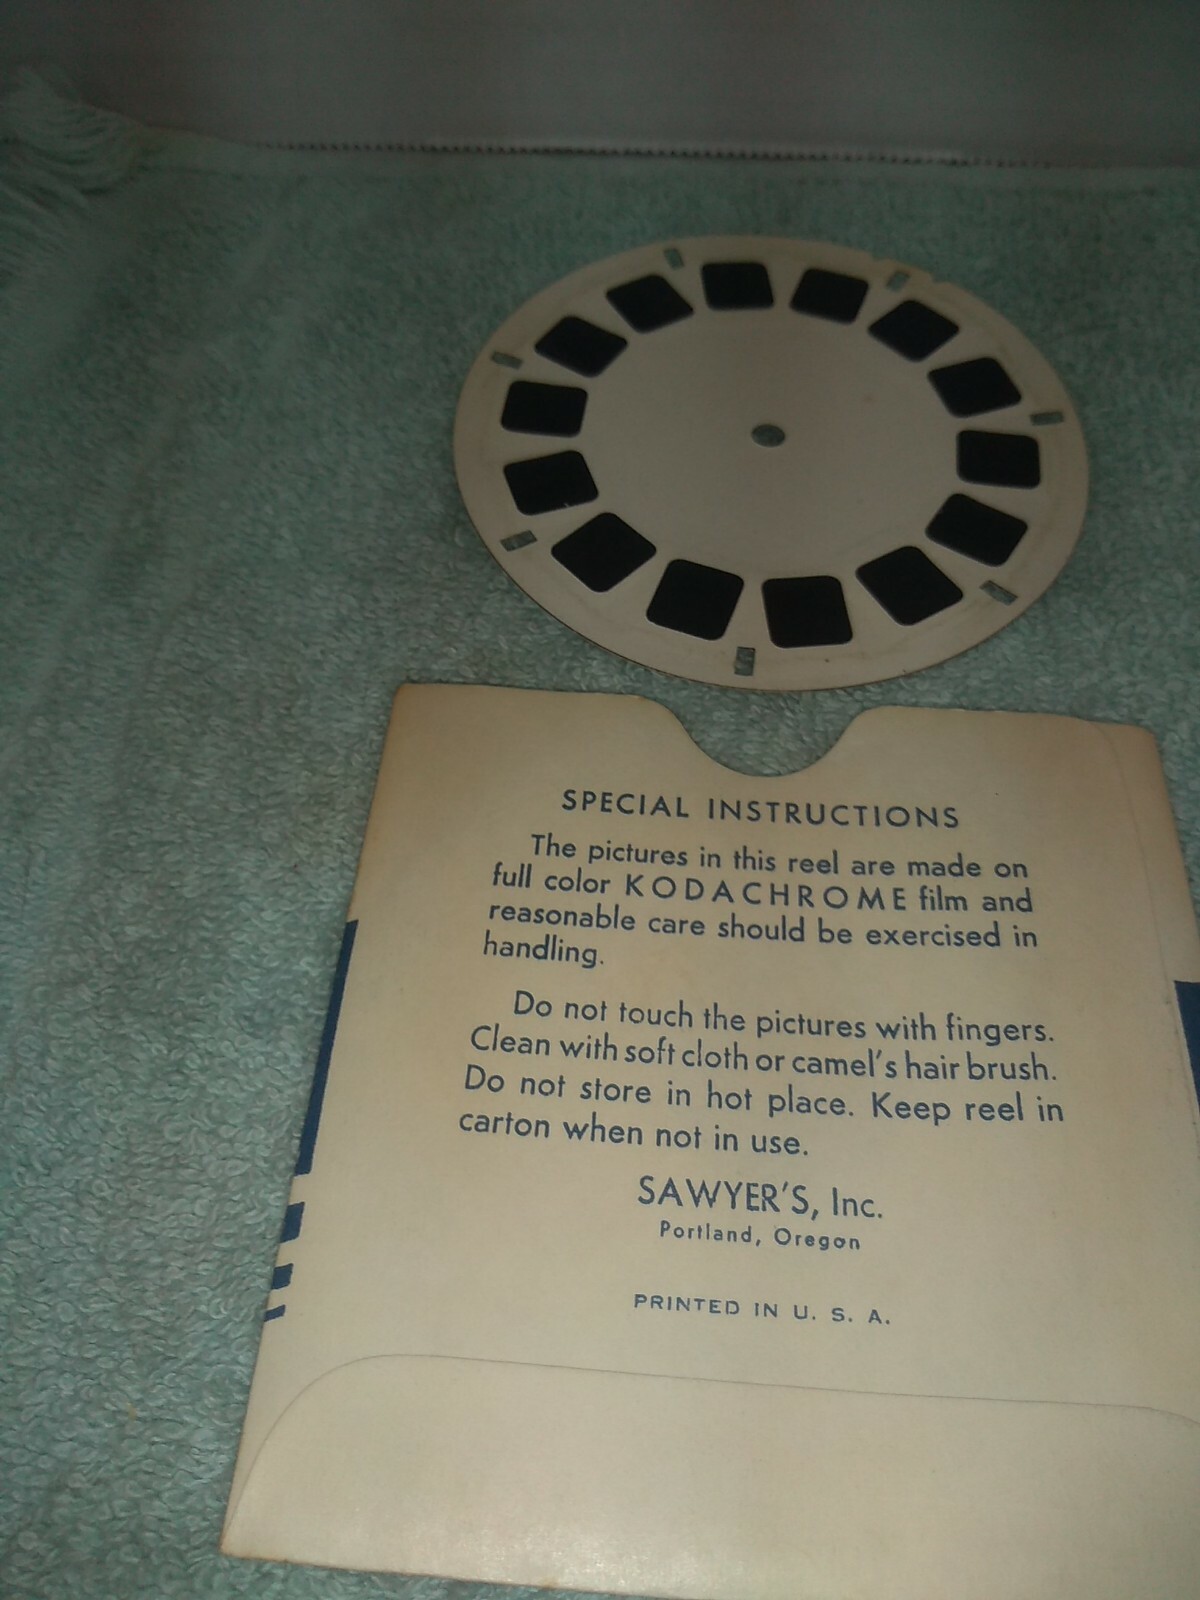 SPECIAL INSTRUCTIONS
The pictures in this reel are made on
full color KODACHROME film and
reasonable care should be exercised in
handling.
Do not touch the pictures with fingers.
Clean with soft cloth or camel's hair brush.
Do not store in hot place. Keep reel in
carton when not in use.
SAWYER'S, Inc.
Portland, Oregon
PRINTED IN U. S. A.